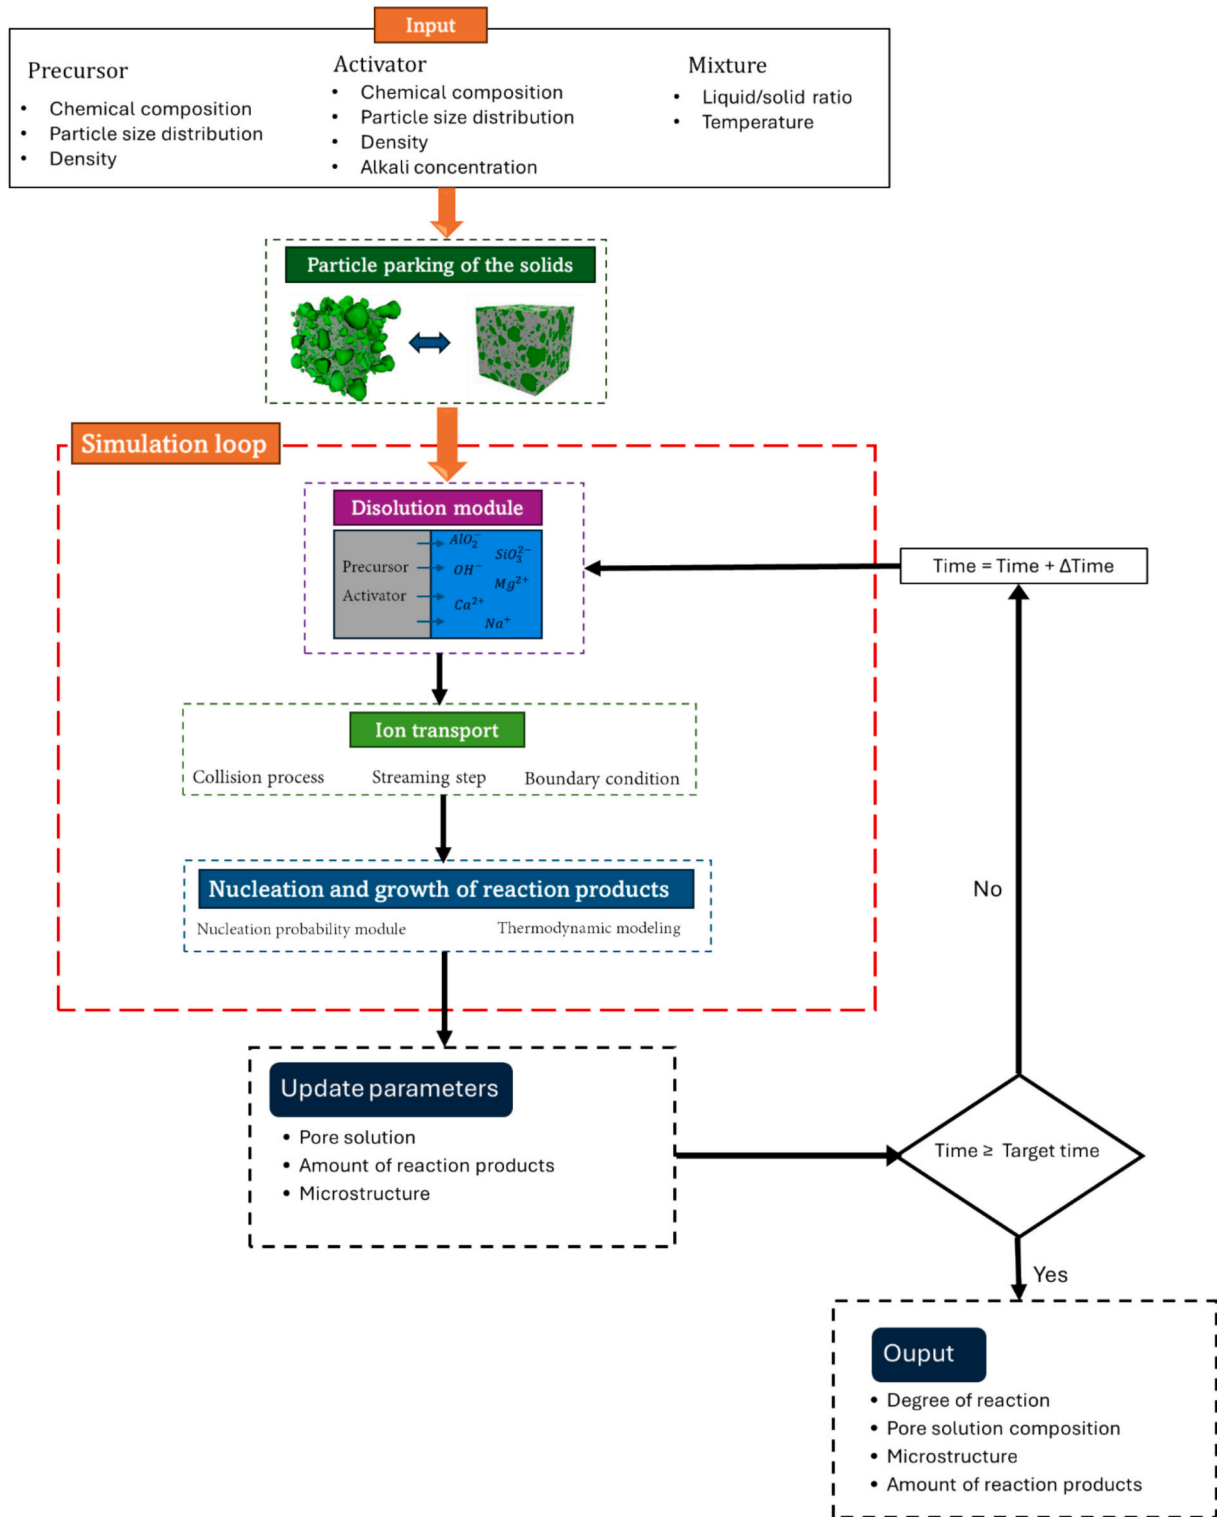 Input
Precursor
• Chemical composition
• Particle size distribution
• Density
Activator
• Chemical composition
• Particle size distribution
• Density
• Alkali concentration
Mixture
• Liquid/solid ratio
• Temperature
Particle parking of the solids
Simulation loop
Disolution module
Precursor
Activator
AlO₂⁻
SiO₃²⁻
OH⁻
Mg²⁺
Ca²⁺
Na⁺
Time = Time + ΔTime
Ion transport
Collision process Streaming step Boundary condition
Nucleation and growth of reaction products
Nucleation probability module Thermodynamic modeling
No
Update parameters
• Pore solution
• Amount of reaction products
• Microstructure
Time ≥ Target time
Yes
Ouput
• Degree of reaction
• Pore solution composition
• Microstructure
• Amount of reaction products